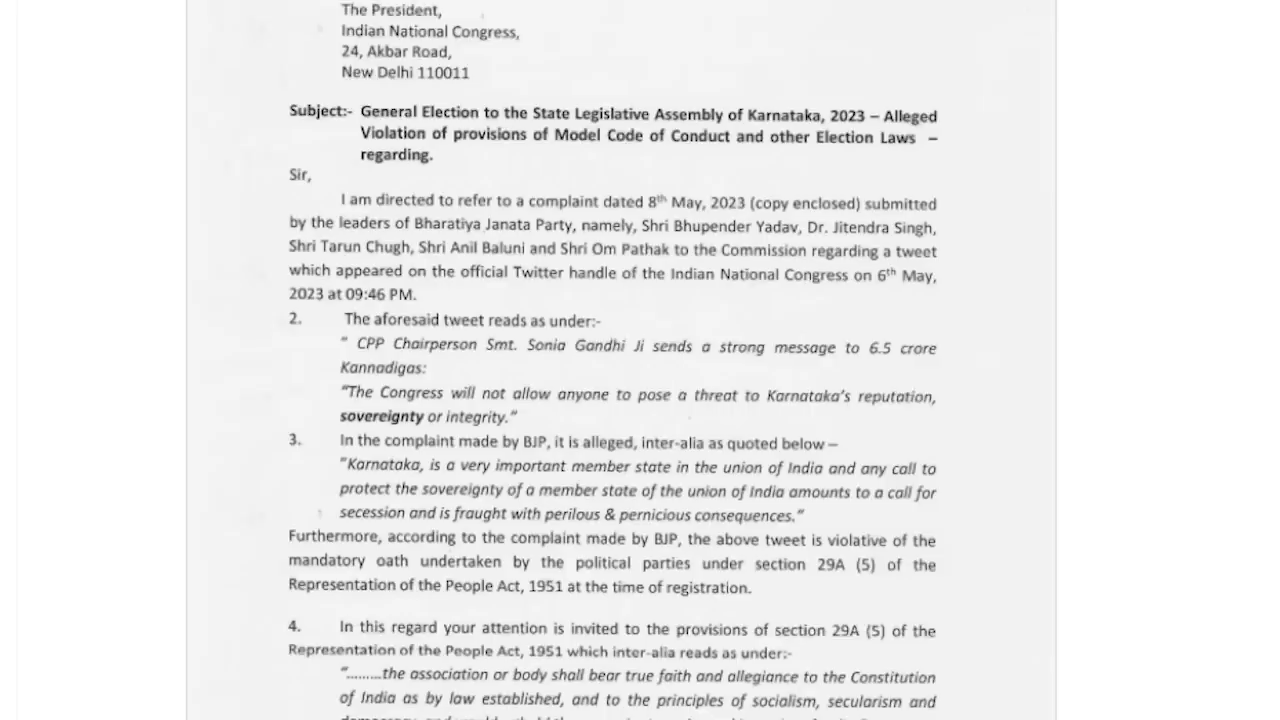 The President,
Indian National Congress,
24, Akbar Road,
New Delhi 110011
Subject:- General Election to the State Legislative Assembly of Karnataka, 2023 – Alleged
Violation of provisions of Model Code of Conduct and other Election Laws –
regarding.
Sir,
I am directed to refer to a complaint dated 8th May, 2023 (copy enclosed) submitted
by the leaders of Bharatiya Janata Party, namely, Shri Bhupender Yadav, Dr. Jitendra Singh,
Shri Tarun Chugh, Shri Anil Baluni and Shri Om Pathak to the Commission regarding a tweet
which appeared on the official Twitter handle of the Indian National Congress on 6th May,
2023 at 09:46 PM.
2. The aforesaid tweet reads as under:-
" CPP Chairperson Smt. Sonia Gandhi Ji sends a strong message to 6.5 crore
Kannadigas:
"The Congress will not allow anyone to pose a threat to Karnataka's reputation,
sovereignty or integrity."
3. In the complaint made by BJP, it is alleged, inter-alia as quoted below –
"Karnataka, is a very important member state in the union of India and any call to
protect the sovereignty of a member state of the union of India amounts to a call for
secession and is fraught with perilous & pernicious consequences."
Furthermore, according to the complaint made by BJP, the above tweet is violative of the
mandatory oath undertaken by the political parties under section 29A (5) of the
Representation of the People Act, 1951 at the time of registration.
4. In this regard your attention is invited to the provisions of section 29A (5) of the
Representation of the People Act, 1951 which inter-alia reads as under:-
".........the association or body shall bear true faith and allegiance to the Constitution
of India as by law established, and to the principles of socialism, secularism and